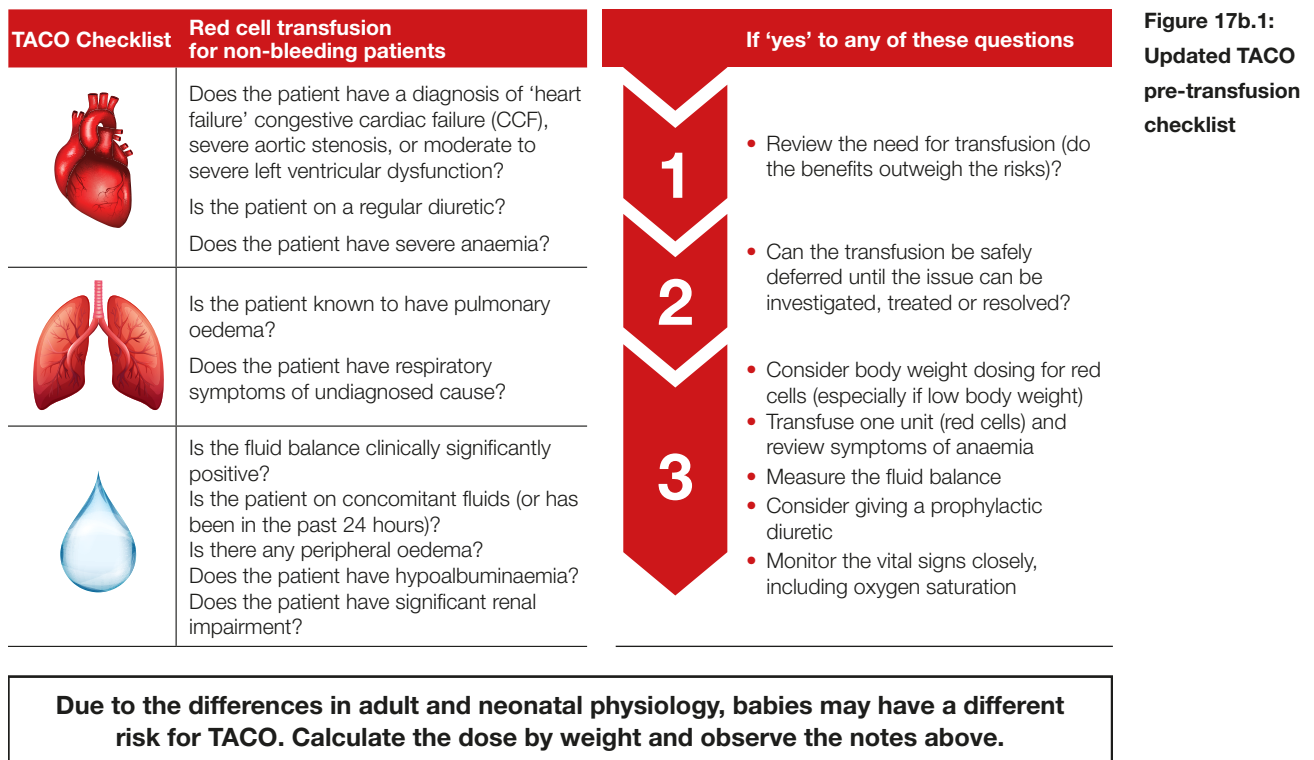 TACO Checklist
Red cell transfusion
for non-bleeding patients
Does the patient have a diagnosis of ‘heart
failure’ congestive cardiac failure (CCF),
severe aortic stenosis, or moderate to
severe left ventricular dysfunction?
Is the patient on a regular diuretic?
Does the patient have severe anaemia?
Is the patient known to have pulmonary
oedema?
Does the patient have respiratory
symptoms of undiagnosed cause?
Is the fluid balance clinically significantly
positive?
Is the patient on concomitant fluids (or has
been in the past 24 hours)?
Is there any peripheral oedema?
Does the patient have hypoalbuminaemia?
Does the patient have significant renal
impairment?
If ‘yes’ to any of these questions
1
• Review the need for transfusion (do
the benefits outweigh the risks)?
2
• Can the transfusion be safely
deferred until the issue can be
investigated, treated or resolved?
3
• Consider body weight dosing for red
cells (especially if low body weight)
• Transfuse one unit (red cells) and
review symptoms of anaemia
• Measure the fluid balance
• Consider giving a prophylactic
diuretic
• Monitor the vital signs closely,
including oxygen saturation
Due to the differences in adult and neonatal physiology, babies may have a different
risk for TACO. Calculate the dose by weight and observe the notes above.
Figure 17b.1:
Updated TACO
pre-transfusion
checklist